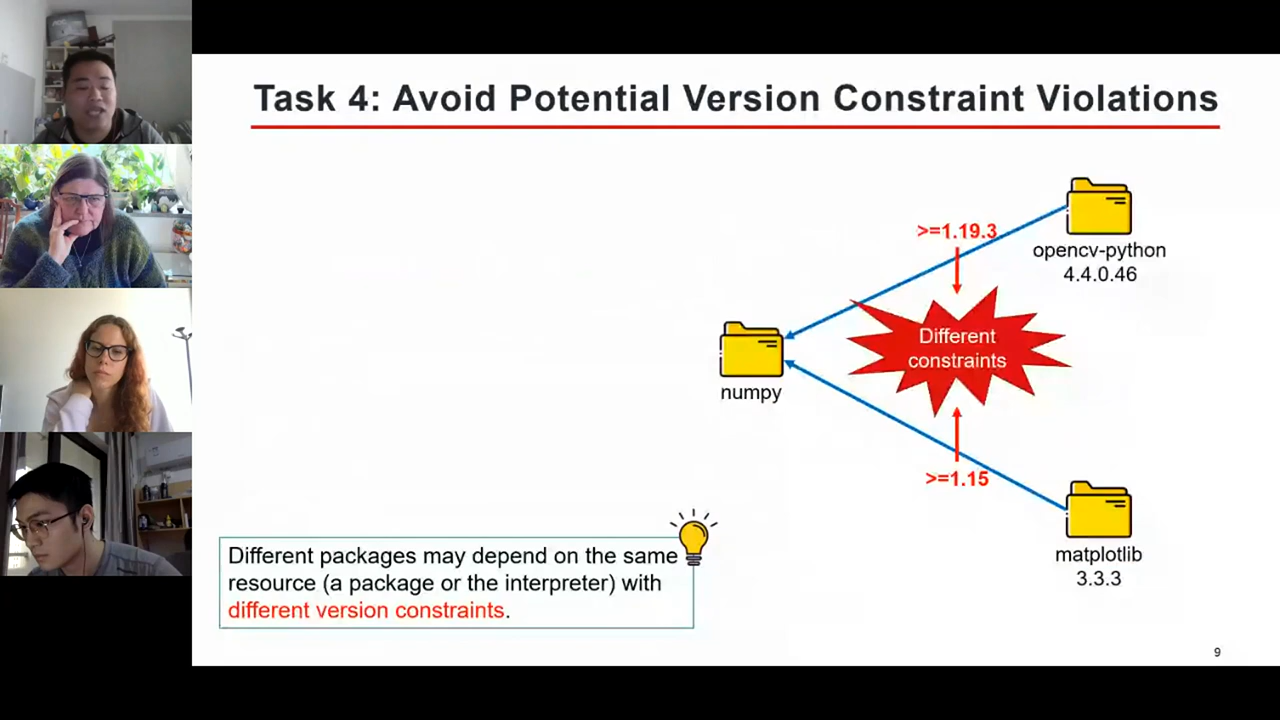 Task 4: Avoid Potential Version Constraint Violations
>=1.19.3
opencv-python
4.4.0.46
Different
constraints
numpy
>=1.15
matplotlib
3.3.3
Different packages may depend on the same
resource (a package or the interpreter) with
different version constraints.
9